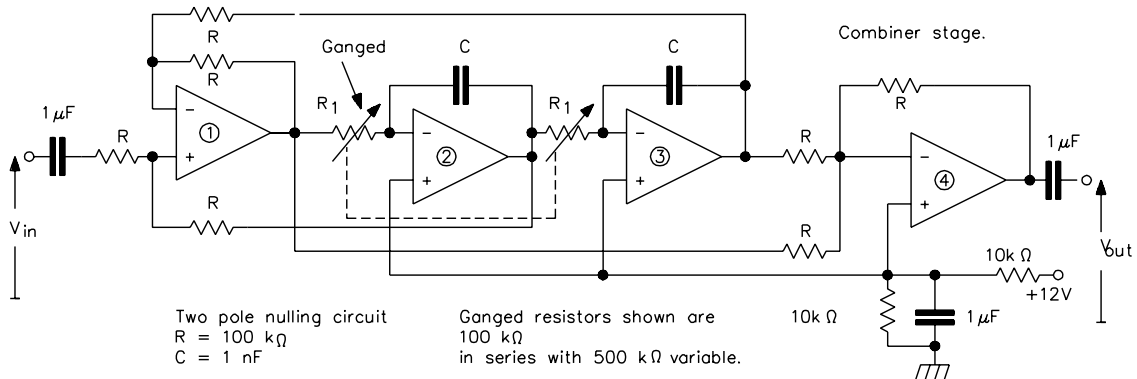 R
Ganged
C
C
Combiner stage.
R
R
1 µF
R1
R1
1 µF
R
①
②
③
R
④
−
+
−
+
−
+
−
+
R
Vin
R
Vout
10k Ω
+12V
10k Ω
1 µF
Two pole nulling circuit
R = 100 kΩ
C = 1 nF
Ganged resistors shown are
100 kΩ
in series with 500 kΩ variable.